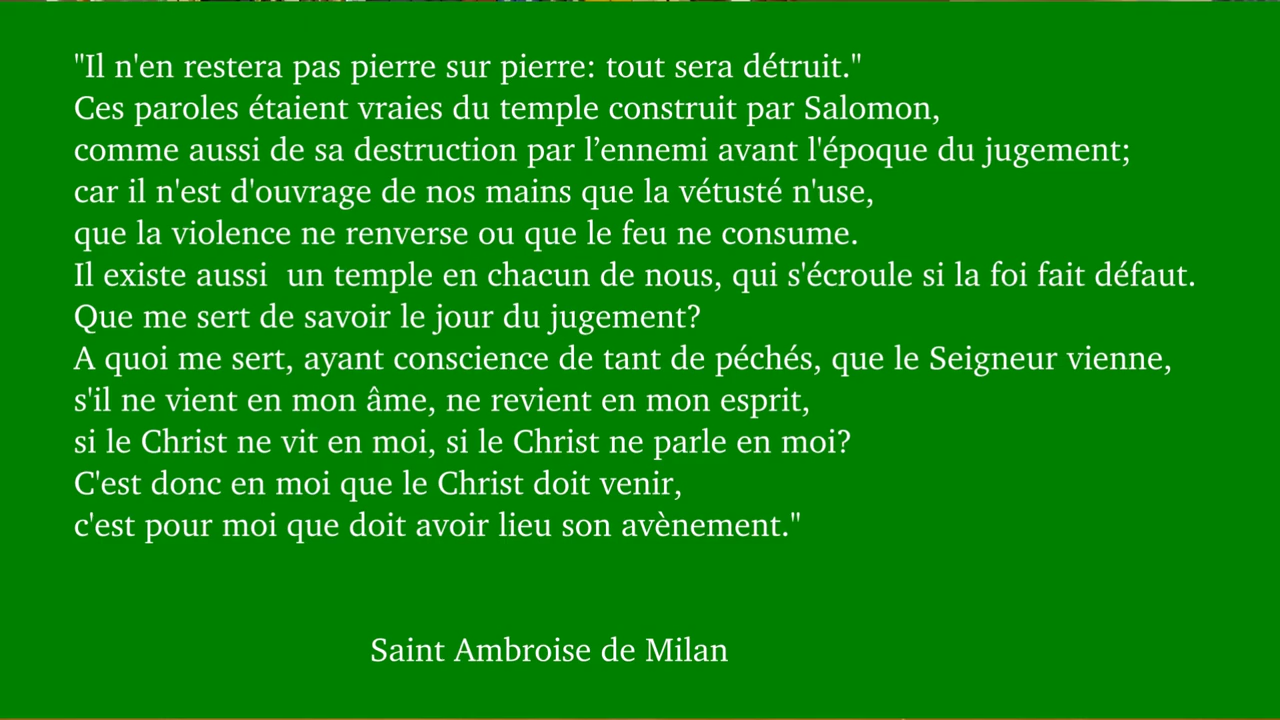 "Il n'en restera pas pierre sur pierre: tout sera détruit."
Ces paroles étaient vraies du temple construit par Salomon,
comme aussi de sa destruction par l’ennemi avant l'époque du jugement;
car il n'est d'ouvrage de nos mains que la vétusté n'use,
que la violence ne renverse ou que le feu ne consume.
Il existe aussi  un temple en chacun de nous, qui s'écroule si la foi fait défaut.
Que me sert de savoir le jour du jugement?
A quoi me sert, ayant conscience de tant de péchés, que le Seigneur vienne,
s'il ne vient en mon âme, ne revient en mon esprit,
si le Christ ne vit en moi, si le Christ ne parle en moi?
C'est donc en moi que le Christ doit venir,
c'est pour moi que doit avoir lieu son avènement."
Saint Ambroise de Milan